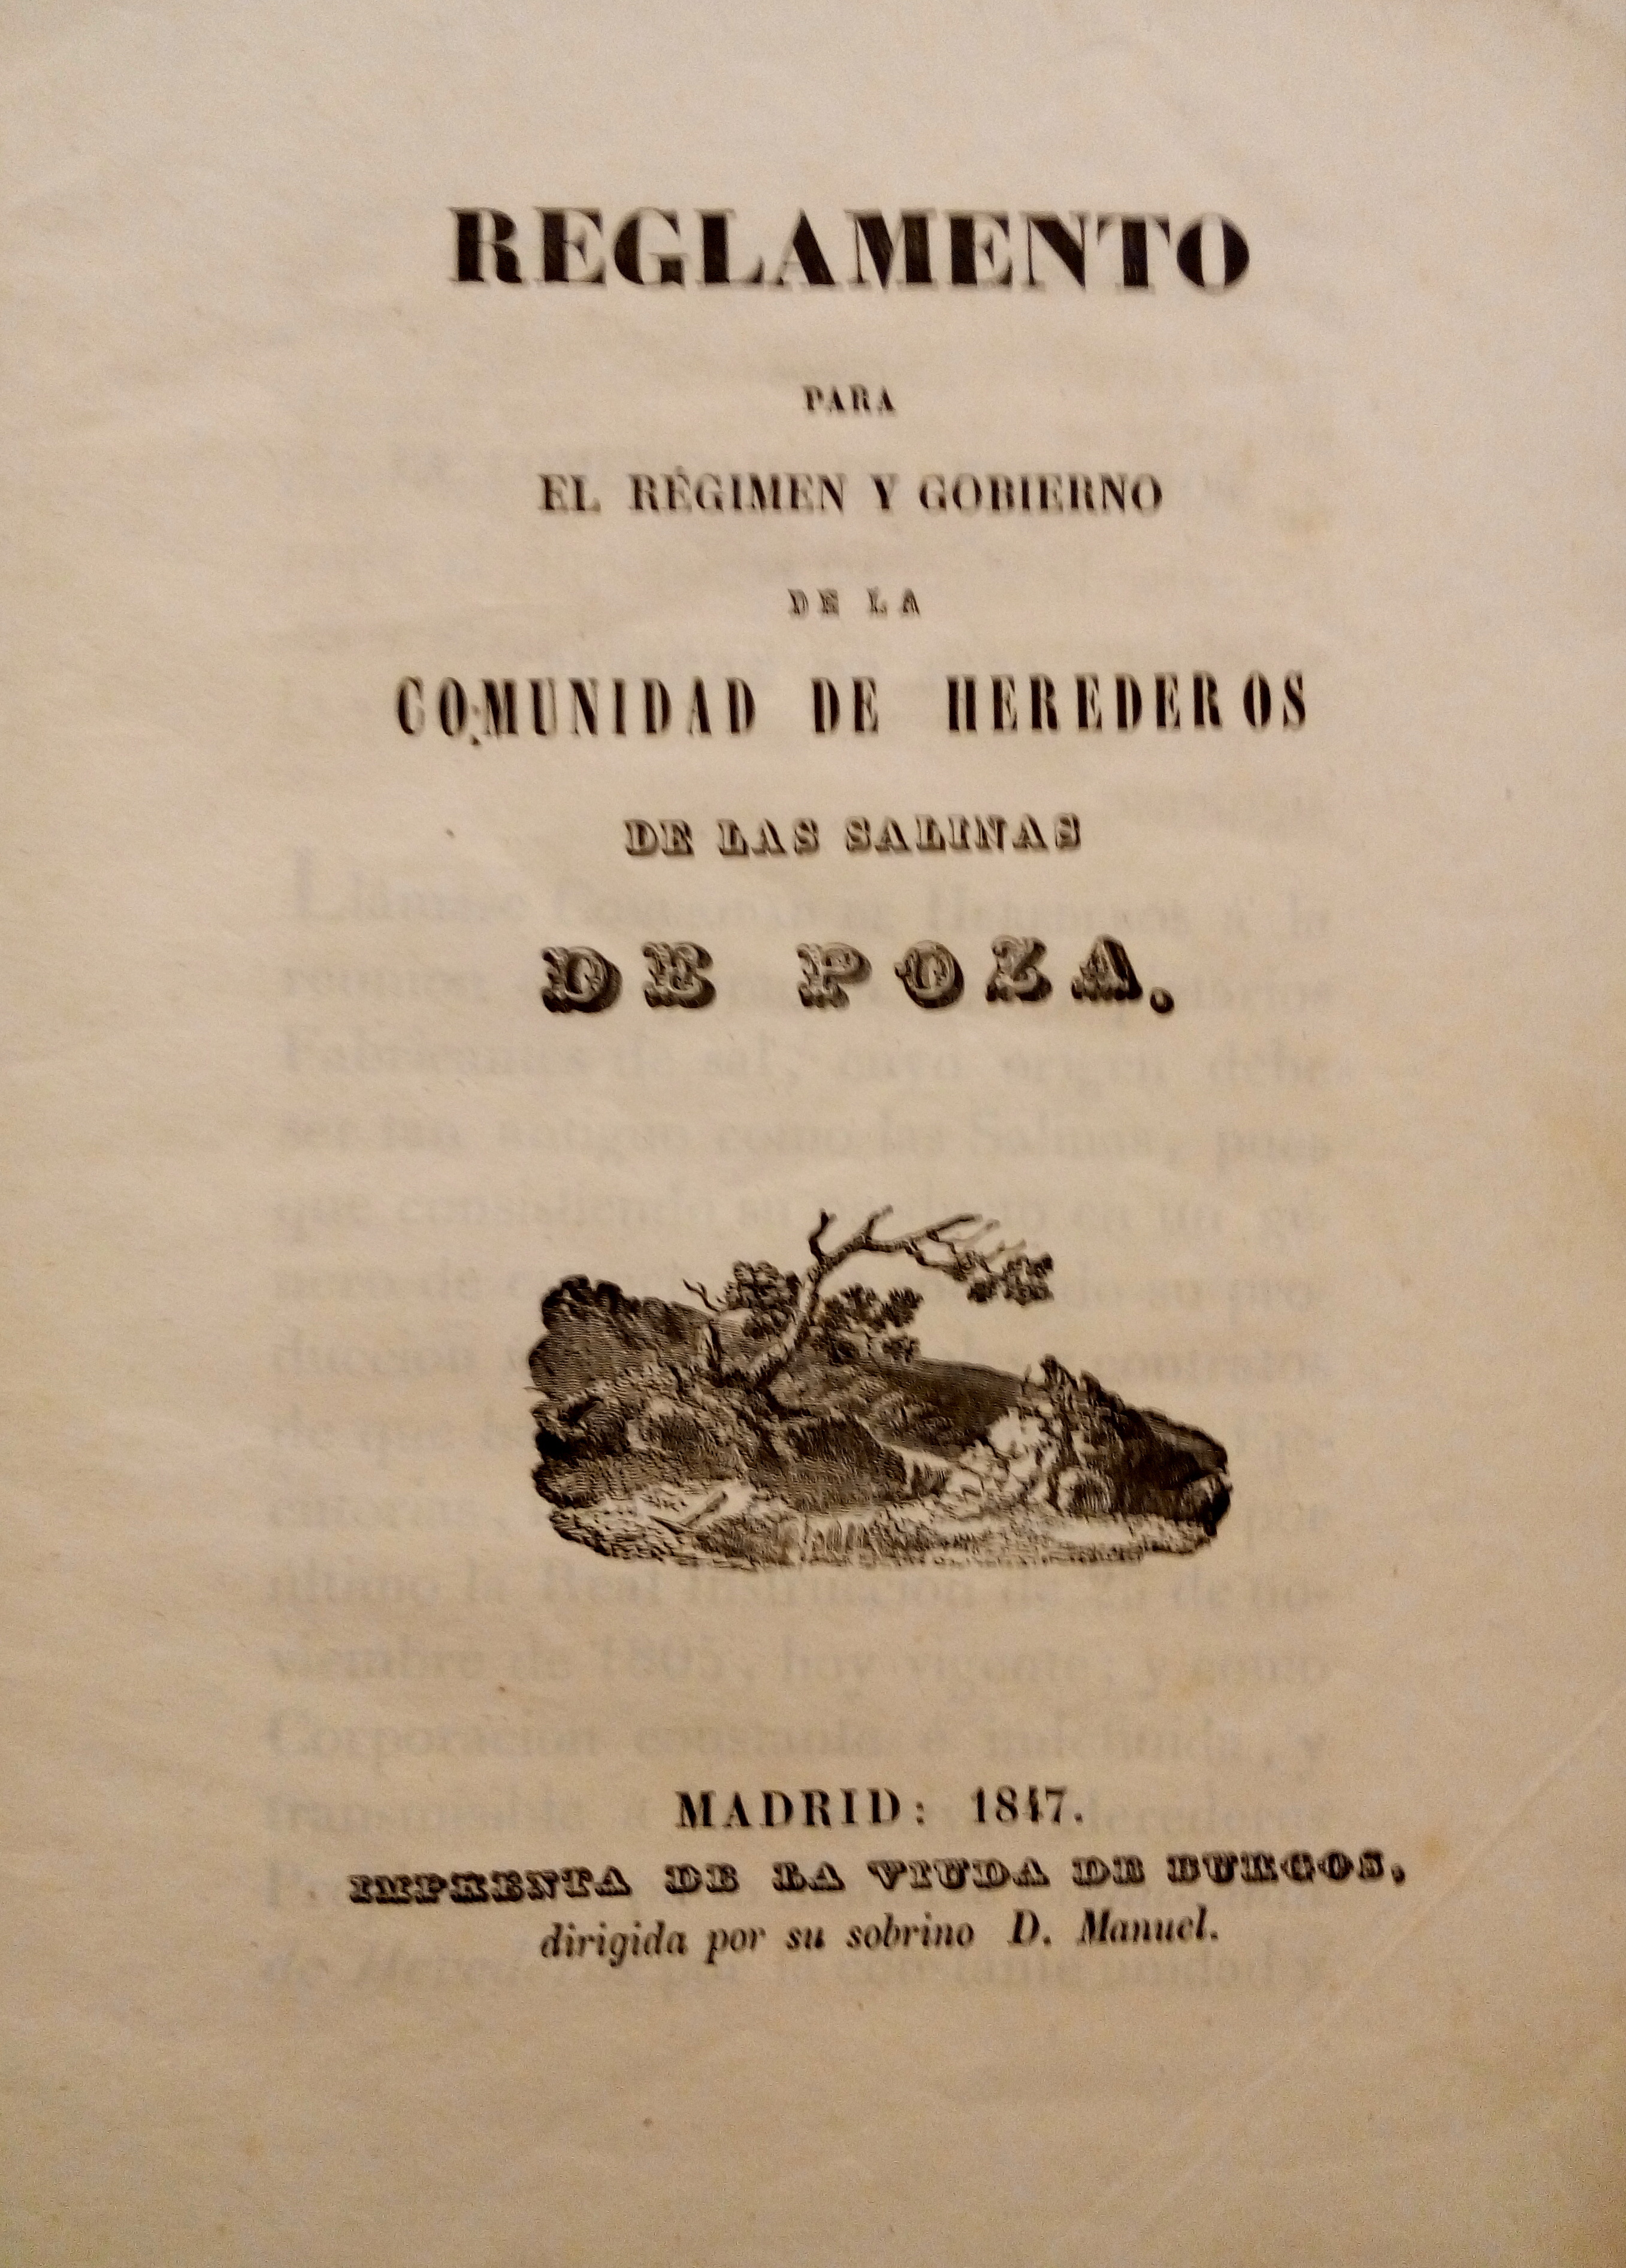 REGLAMENTO
PARA
EL RÉGIMEN Y GOBIERNO
DE LA
COMUNIDAD DE HEREDEROS
DE LAS SALINAS
DE POZA.
MADRID: 1847.
IMPRENTA DE LA VIUDA DE BURGOS,
dirigida por su sobrino D. Manuel.